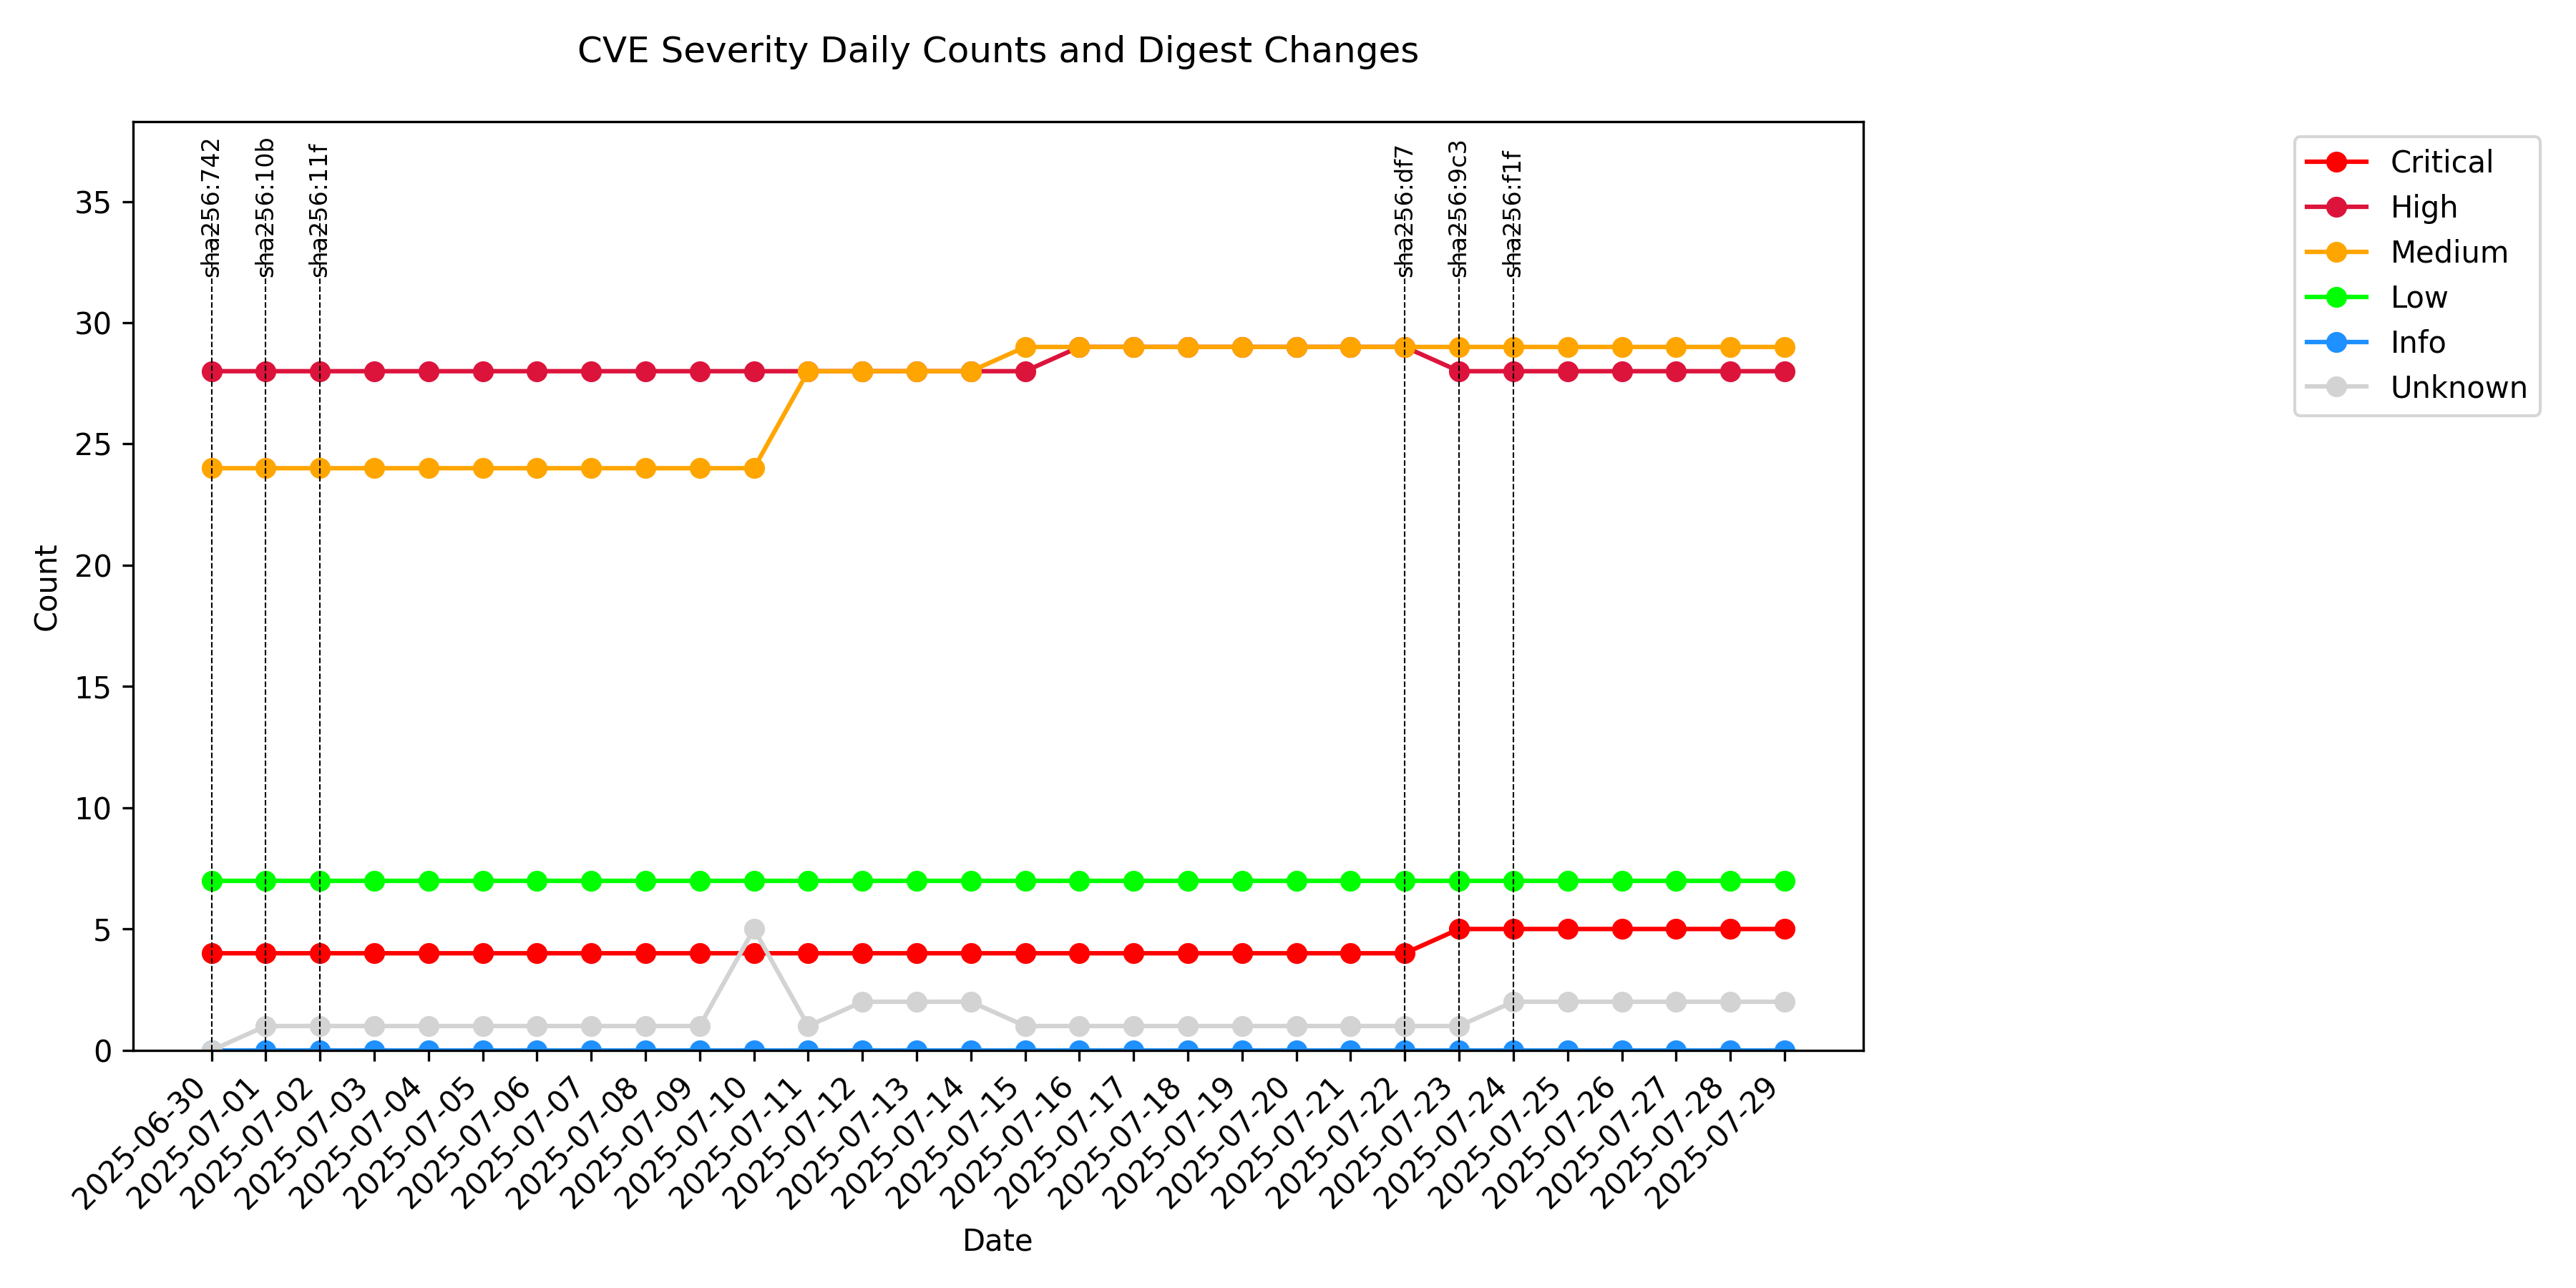 CVE Severity Daily Counts and Digest Changes
sha256:742
sha256:10b
sha256:11f
sha256:df7
sha256:9c3
sha256:f1f
Critical
High
Medium
Low
Info
Unknown
Count
35
30
25
20
15
10
5
0
2025-06-30
2025-07-01
2025-07-02
2025-07-03
2025-07-04
2025-07-05
2025-07-06
2025-07-07
2025-07-08
2025-07-09
2025-07-10
2025-07-11
2025-07-12
2025-07-13
2025-07-14
2025-07-15
2025-07-16
2025-07-17
2025-07-18
2025-07-19
2025-07-20
2025-07-21
2025-07-22
2025-07-23
2025-07-24
2025-07-25
2025-07-26
2025-07-27
2025-07-28
2025-07-29
Date